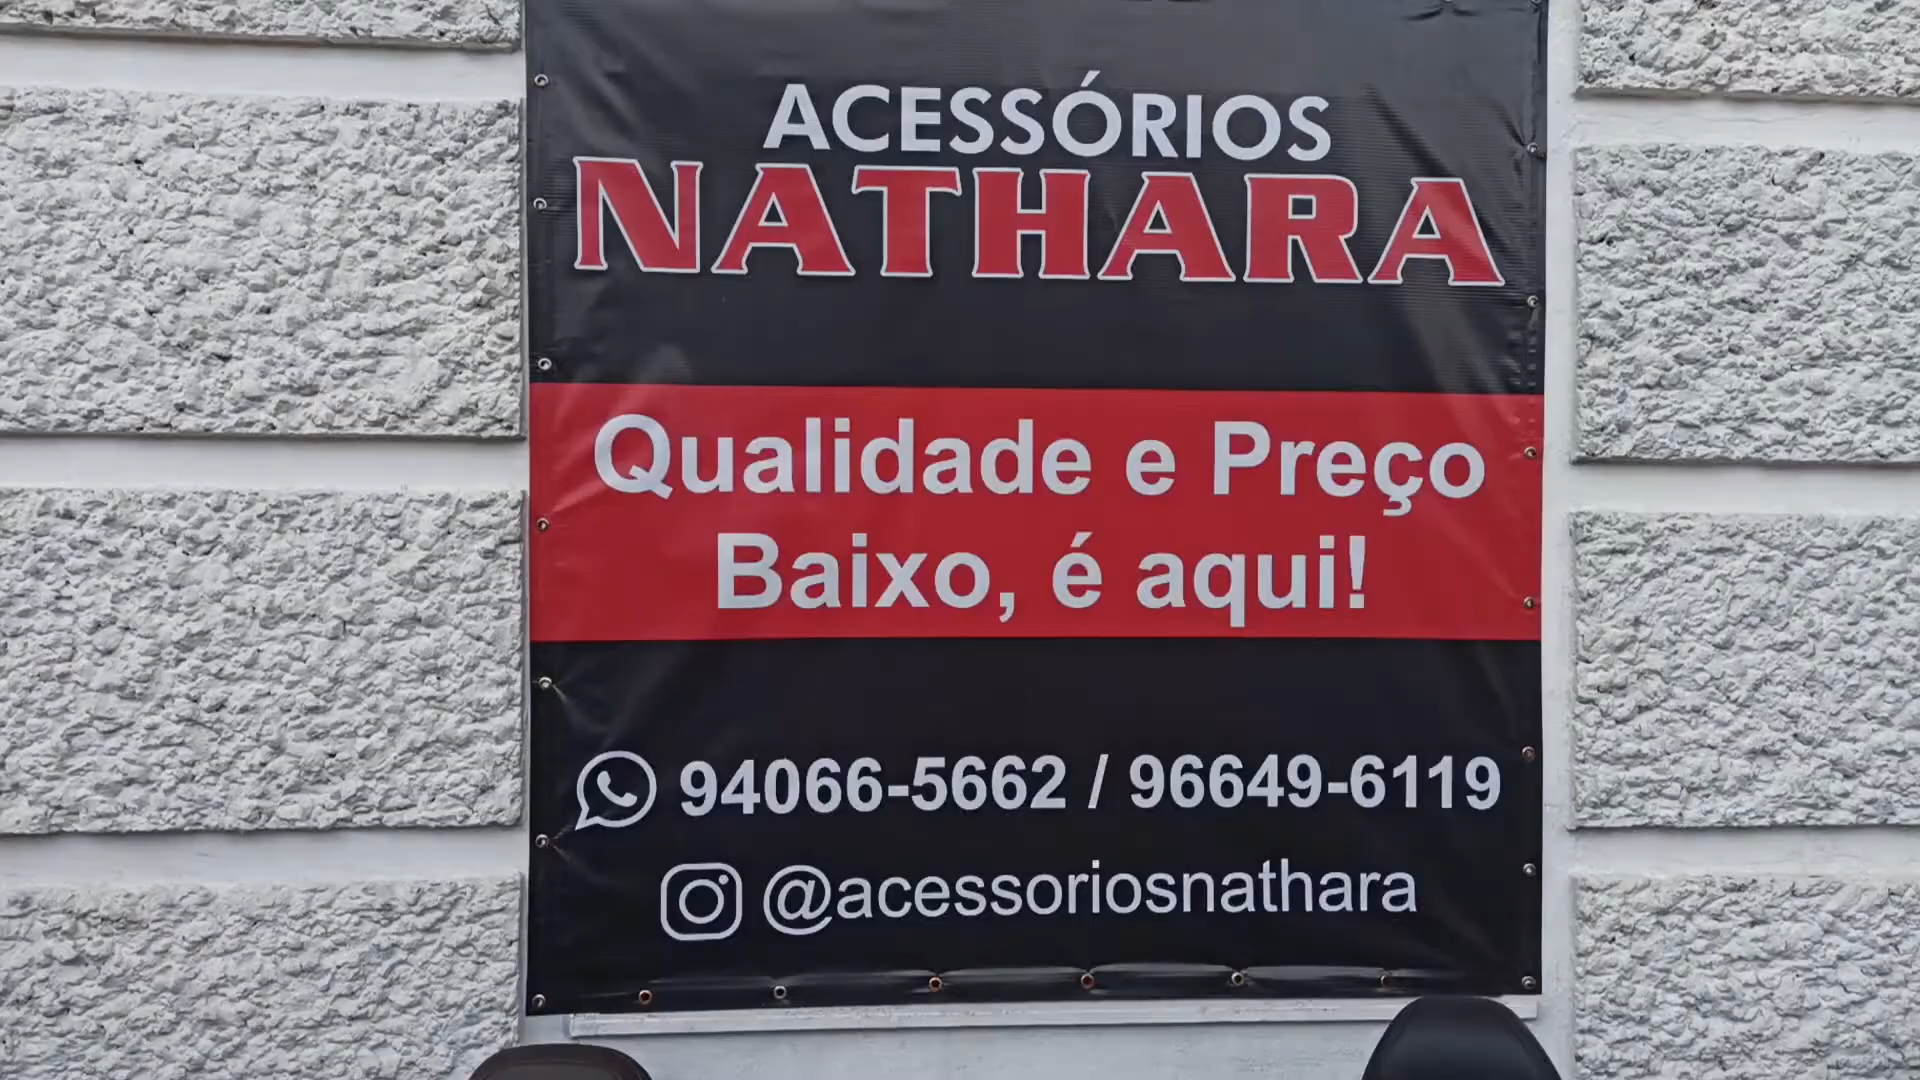 ACESSÓRIOS
NATHARA
Qualidade e Preço
Baixo, é aqui!
94066-5662 / 96649-6119
@acessoriosnathara